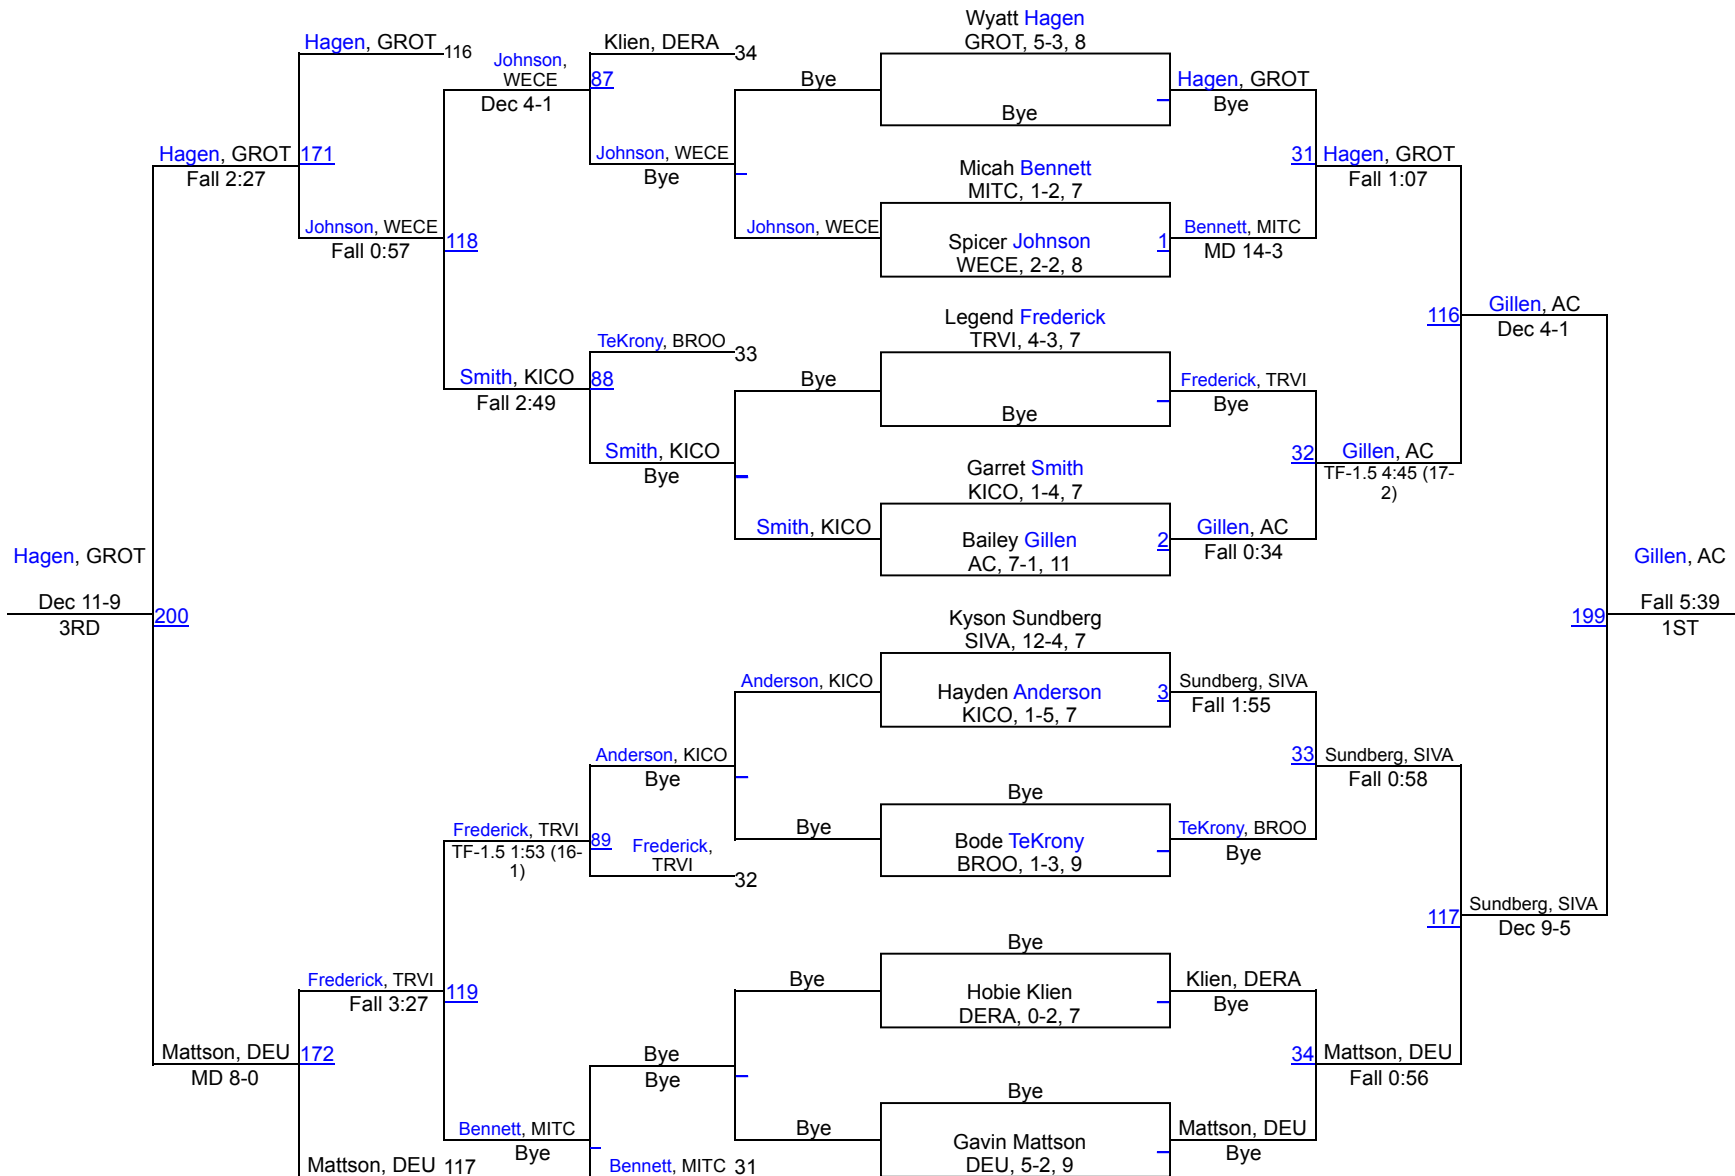 Wyatt Hagen
GROT, 5-3, 8
Hagen, GROT 116
Klien, DERA 34
Johnson,
WECE
87
Dec 4-1
Bye
Bye
Hagen, GROT
Bye
Hagen, GROT 171
Fall 2:27
Johnson, WECE
Bye
Micah Bennett
MITC, 1-2, 7
31 Hagen, GROT
Fall 1:07
Johnson, WECE 118
Fall 0:57
Johnson, WECE
Spicer Johnson 1
WECE, 2-2, 8
Bennett, MITC
MD 14-3
Legend Frederick
TRVI, 4-3, 7
116 Gillen, AC
Dec 4-1
TeKrony, BROO 33
Smith, KICO 88
Fall 2:49
Bye
Bye
Frederick, TRVI
Bye
Smith, KICO
Bye
Garret Smith
KICO, 1-4, 7
32 Gillen, AC
TF-1.5 4:45 (17-
2)
Smith, KICO
Bailey Gillen 2
AC, 7-1, 11
Gillen, AC
Fall 0:34
Hagen, GROT
Dec 11-9
3RD
200
Gillen, AC
199
Fall 5:39
1ST
Kyson Sundberg
SIVA, 12-4, 7
Anderson, KICO
Hayden Anderson 3
KICO, 1-5, 7
Sundberg, SIVA
Fall 1:55
Anderson, KICO
Bye
33 Sundberg, SIVA
Fall 0:58
Bye
Frederick, TRVI 89
TF-1.5 1:53 (16-
1)
Frederick,
TRVI
32
Bye
Bode TeKrony
BROO, 1-3, 9
TeKrony, BROO
Bye
117 Sundberg, SIVA
Dec 9-5
Bye
Frederick, TRVI 119
Fall 3:27
Bye
Hobie Klien
DERA, 0-2, 7
Klien, DERA
Bye
Mattson, DEU 172
MD 8-0
Bye
Bye
34 Mattson, DEU
Fall 0:56
Bye
Bennett, MITC
Bye
Bye
Gavin Mattson
DEU, 5-2, 9
Mattson, DEU
Bye
Mattson, DEU 117
Bennett, MITC 31